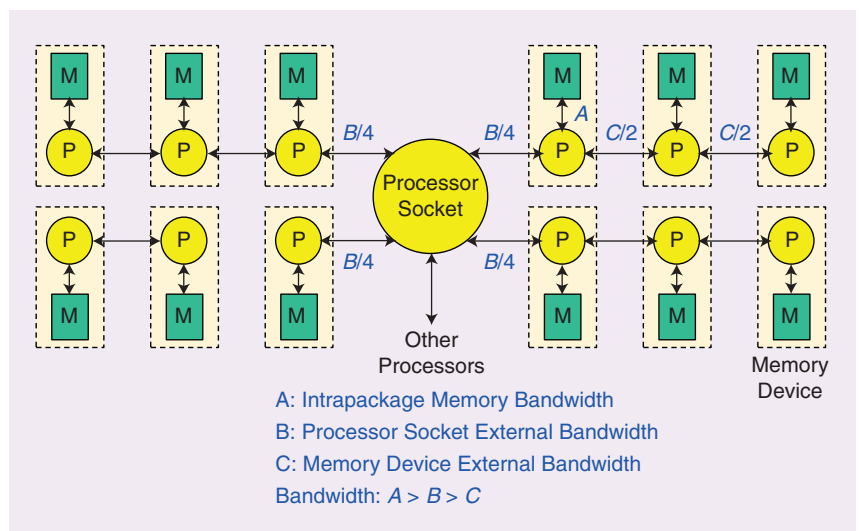 M M M M M M
A
B/4 B/4 C/2 C/2
P P P P P P
Processor
Socket
P P P P P P
B/4 B/4
M M M M M M
Other
Processors
Memory
Device
A: Intrapackage Memory Bandwidth
B: Processor Socket External Bandwidth
C: Memory Device External Bandwidth
Bandwidth: A > B > C